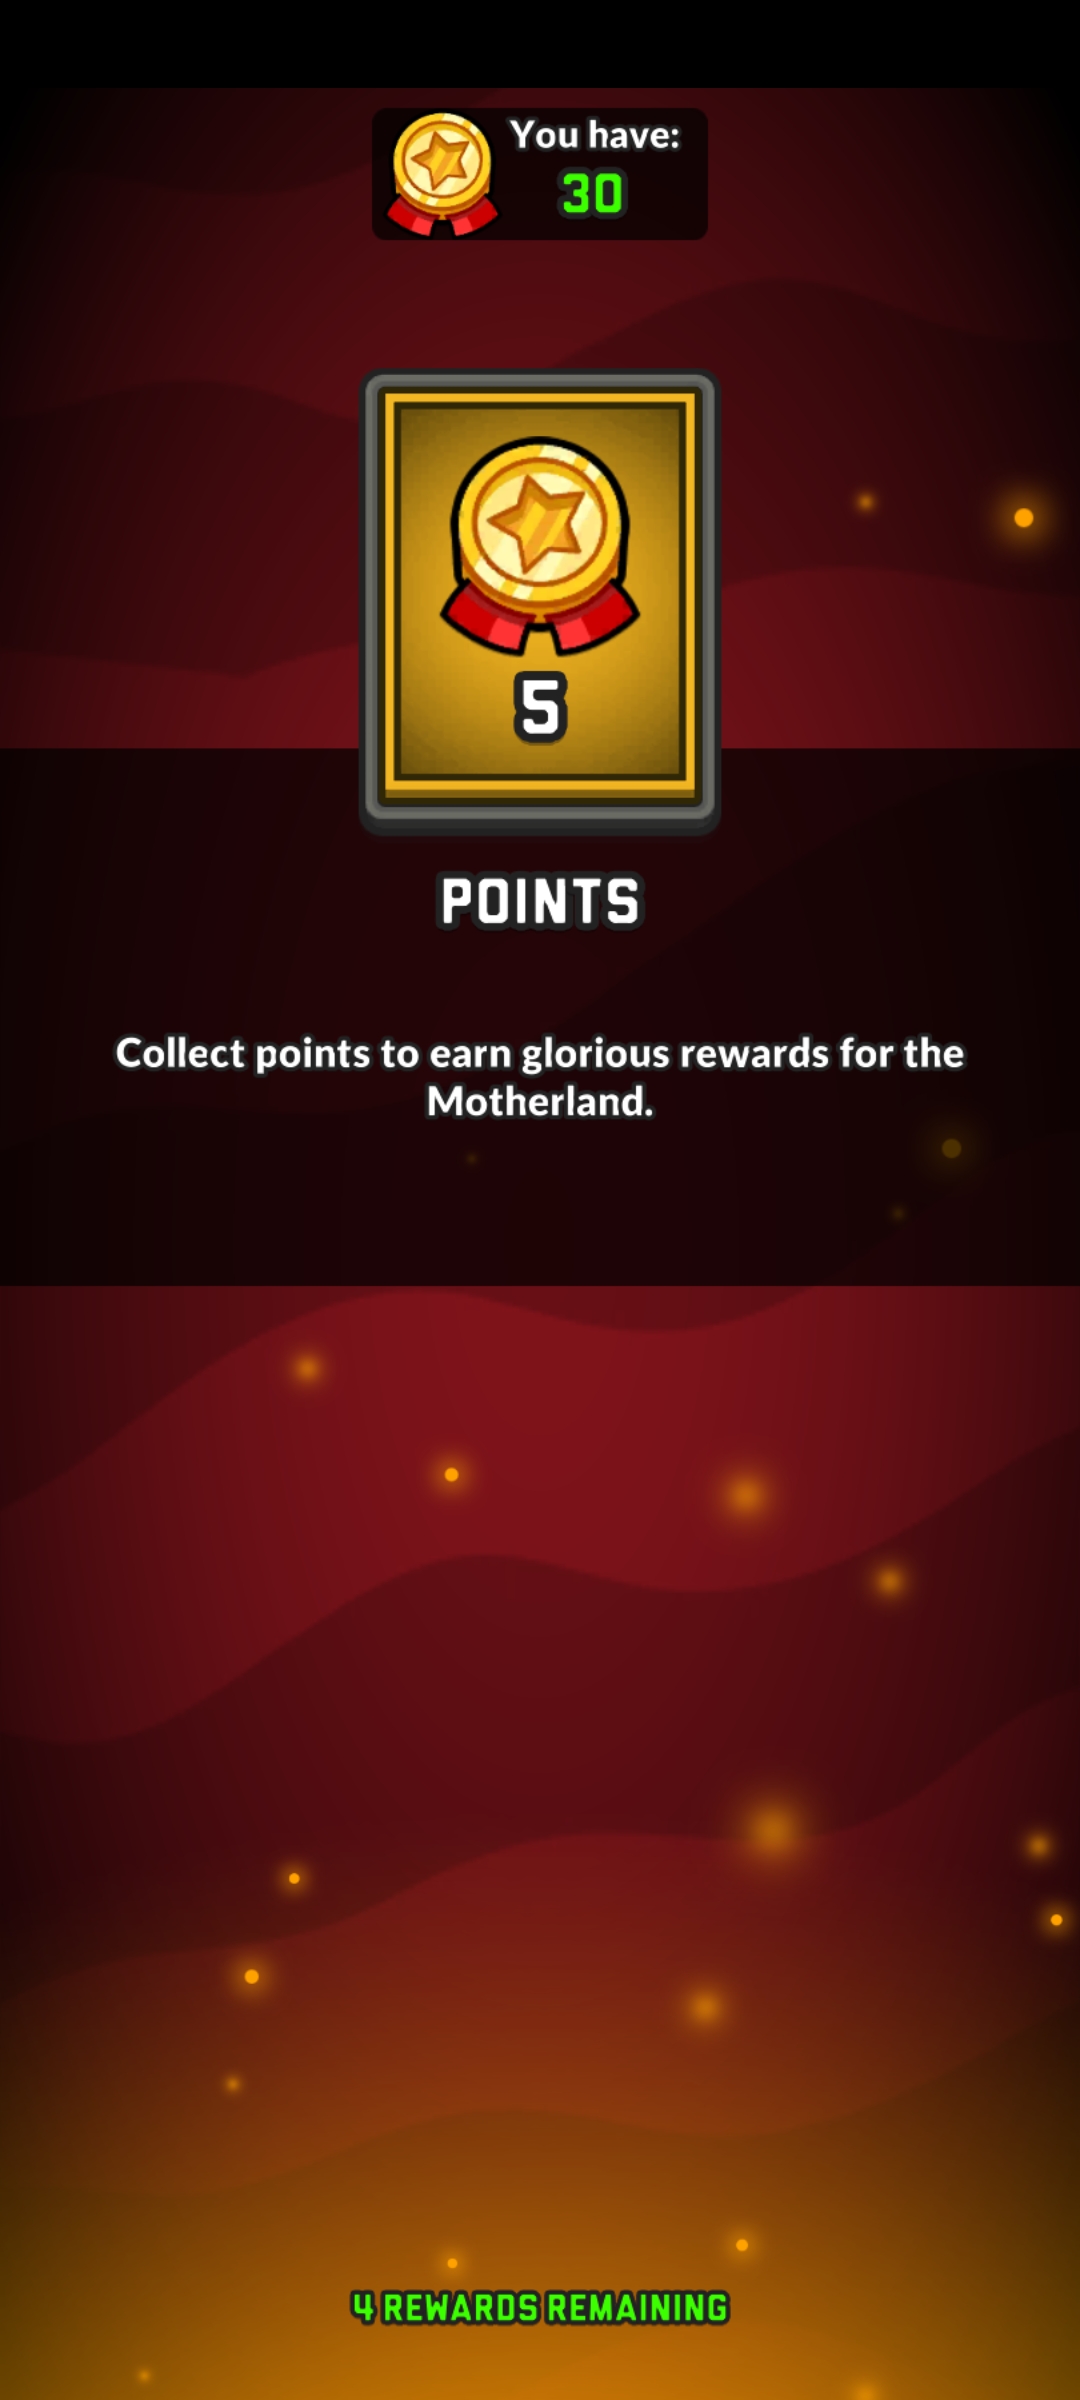 You have:
30
5
POINTS
Collect points to earn glorious rewards for the
Motherland.
4 REWARDS REMAINING